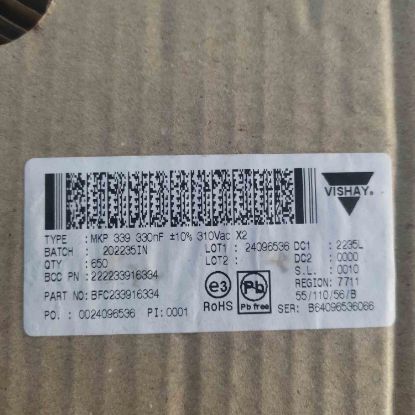 VISHAY.
TYPE : MKP 339 330nF ±10% 310Vac X2
BATCH : 202235IN LOT1 : 24096536 DC1 : 2235L
QTY : 650 LOT2 : DC2 : 0000
BCC PN : 222233916334 S.L. : 0010
PART NO: BFC233916334 REGION: 7711
e3 Pb 55/110/56/B
PO. : 0024096536 PI:0001 RoHS Pb free SER: B64096536066